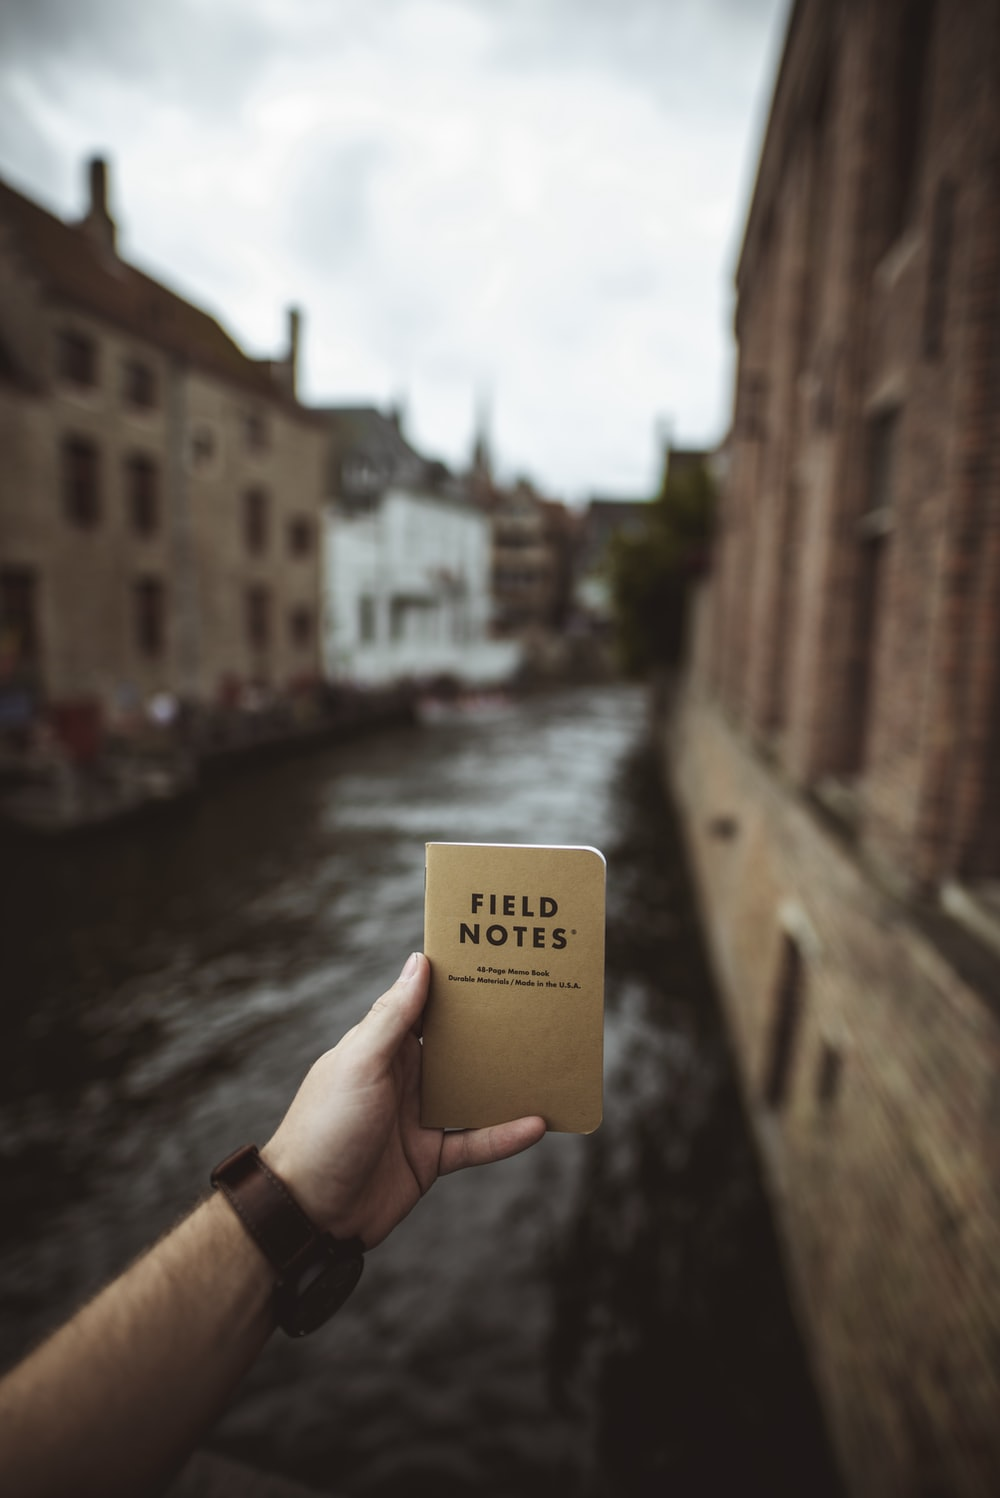 FIELD
NOTES®
48-Page Memo Book
Durable Materials / Made in the U.S.A.